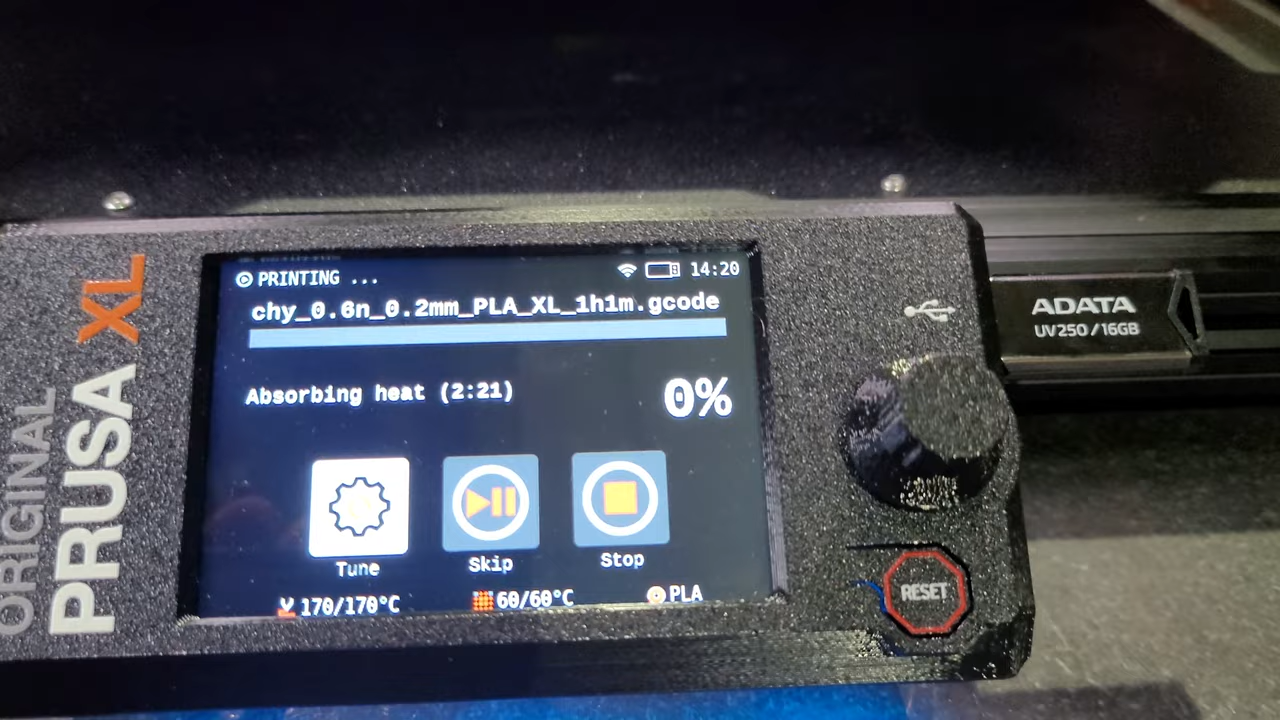 ORIGINAL
PRUSA XL
PRINTING ...
14:20
chy_0.6n_0.2mm_PLA_XL_1h1m.gcode
Absorbing heat (2:21)
0%
Tune
Skip
Stop
170/170°C
60/60°C
PLA
ADATA
UV250/16GB
RESET